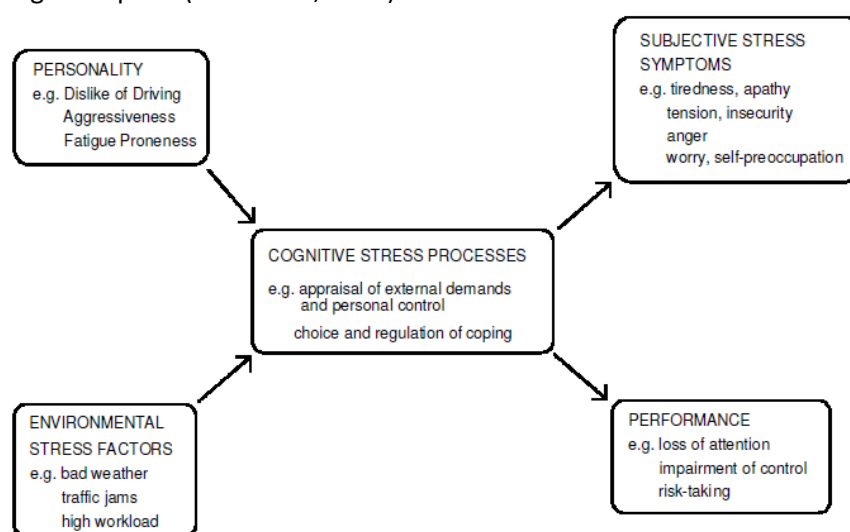 PERSONALITY
e.g. Dislike of Driving
Aggressiveness
Fatigue Proneness
SUBJECTIVE STRESS
SYMPTOMS
e.g. tiredness, apathy
tension, insecurity
anger
worry, self-preoccupation
COGNITIVE STRESS PROCESSES
e.g. appraisal of external demands
and personal control
choice and regulation of coping
ENVIRONMENTAL
STRESS FACTORS
e.g. bad weather
traffic jams
high workload
PERFORMANCE
e.g. loss of attention
impairment of control
risk-taking